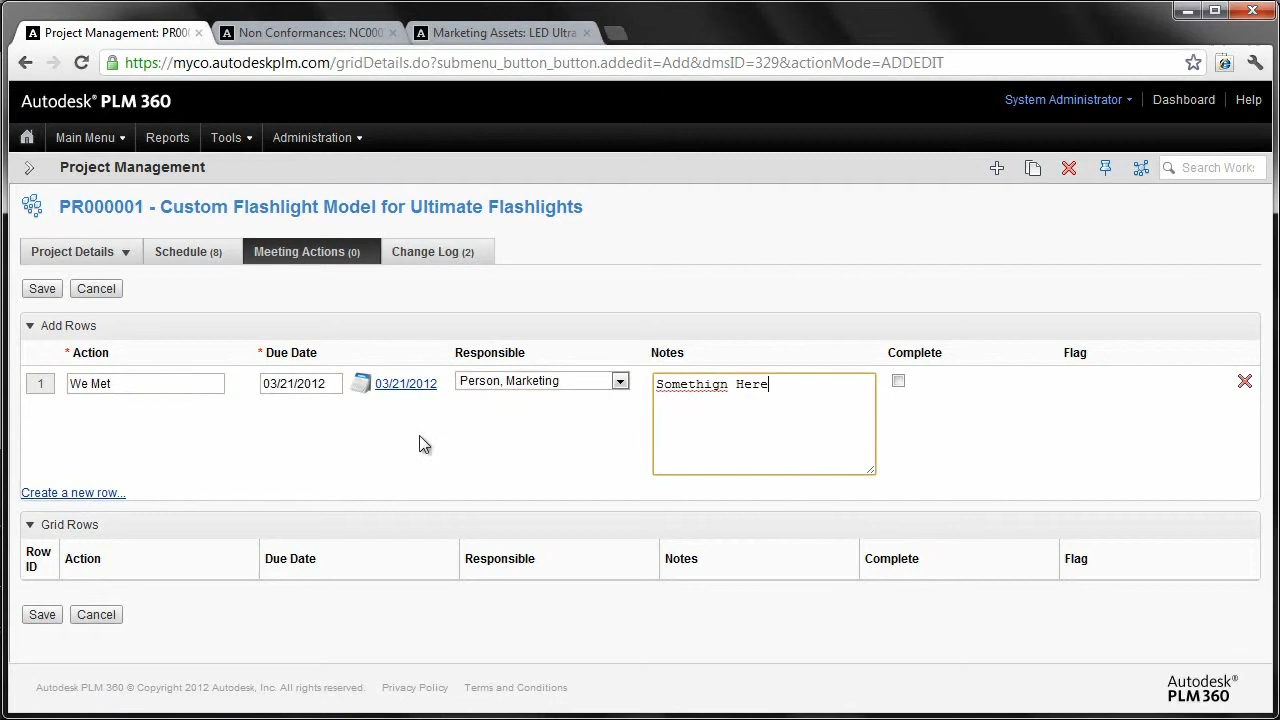 Project Management: PR000
Non Conformances: NC000
Marketing Assets: LED Ultra
https://myco.autodeskplm.com/gridDetails.do?submenu_button_button.addedit=Add&dmsID=329&actionMode=ADDEDIT
Autodesk® PLM 360
System Administrator
Dashboard
Help
Main Menu
Reports
Tools
Administration
Project Management
Search Works
PR000001 - Custom Flashlight Model for Ultimate Flashlights
Project Details
Schedule (8)
Meeting Actions (0)
Change Log (2)
Save
Cancel
Add Rows
* Action
* Due Date
Responsible
Notes
Complete
Flag
1
We Met
03/21/2012
03/21/2012
Person, Marketing
Somethign Here
Create a new row...
Grid Rows
Row ID
Action
Due Date
Responsible
Notes
Complete
Flag
Save
Cancel
Autodesk PLM 360 © Copyright 2012 Autodesk, Inc. All rights reserved.
Privacy Policy
Terms and Conditions
Autodesk®
PLM 360